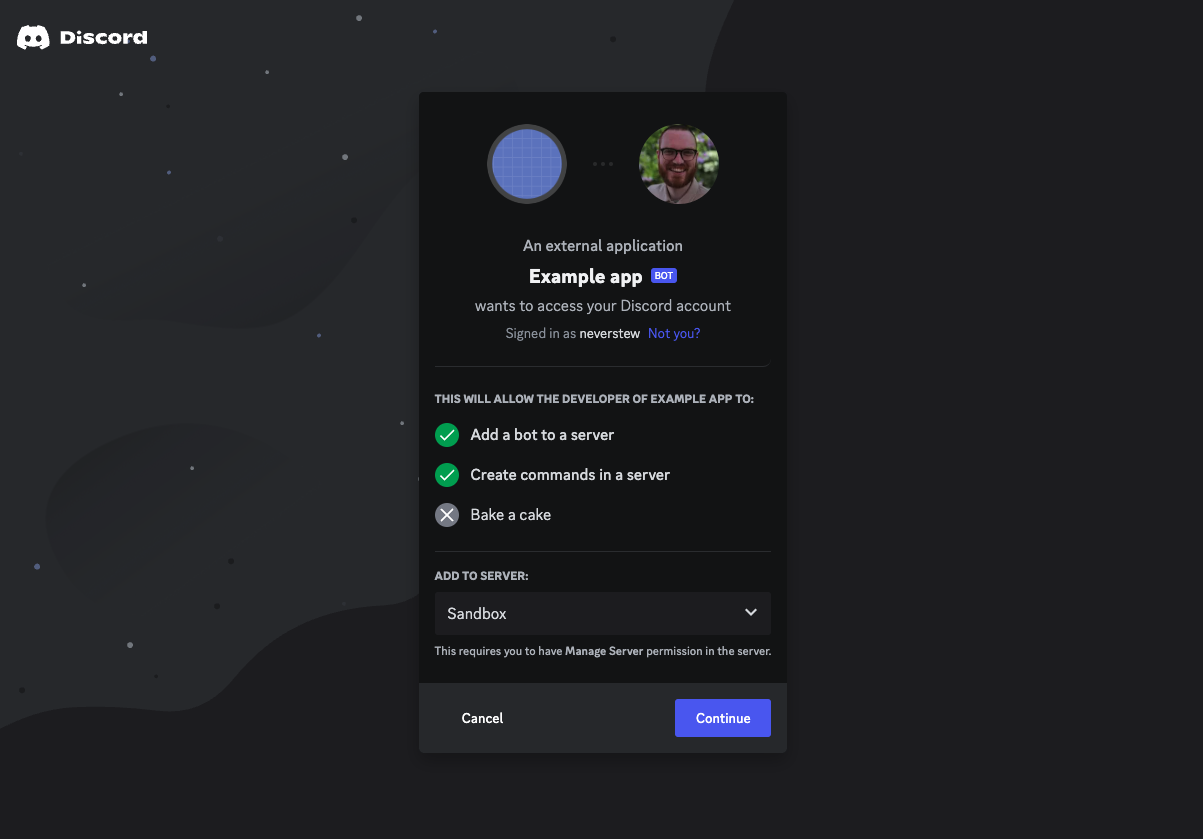 Discord
An external application
Example app BOT
wants to access your Discord account
Signed in as neverstew Not you?
THIS WILL ALLOW THE DEVELOPER OF EXAMPLE APP TO:
Add a bot to a server
Create commands in a server
Bake a cake
ADD TO SERVER:
Sandbox
This requires you to have Manage Server permission in the server.
Cancel Continue